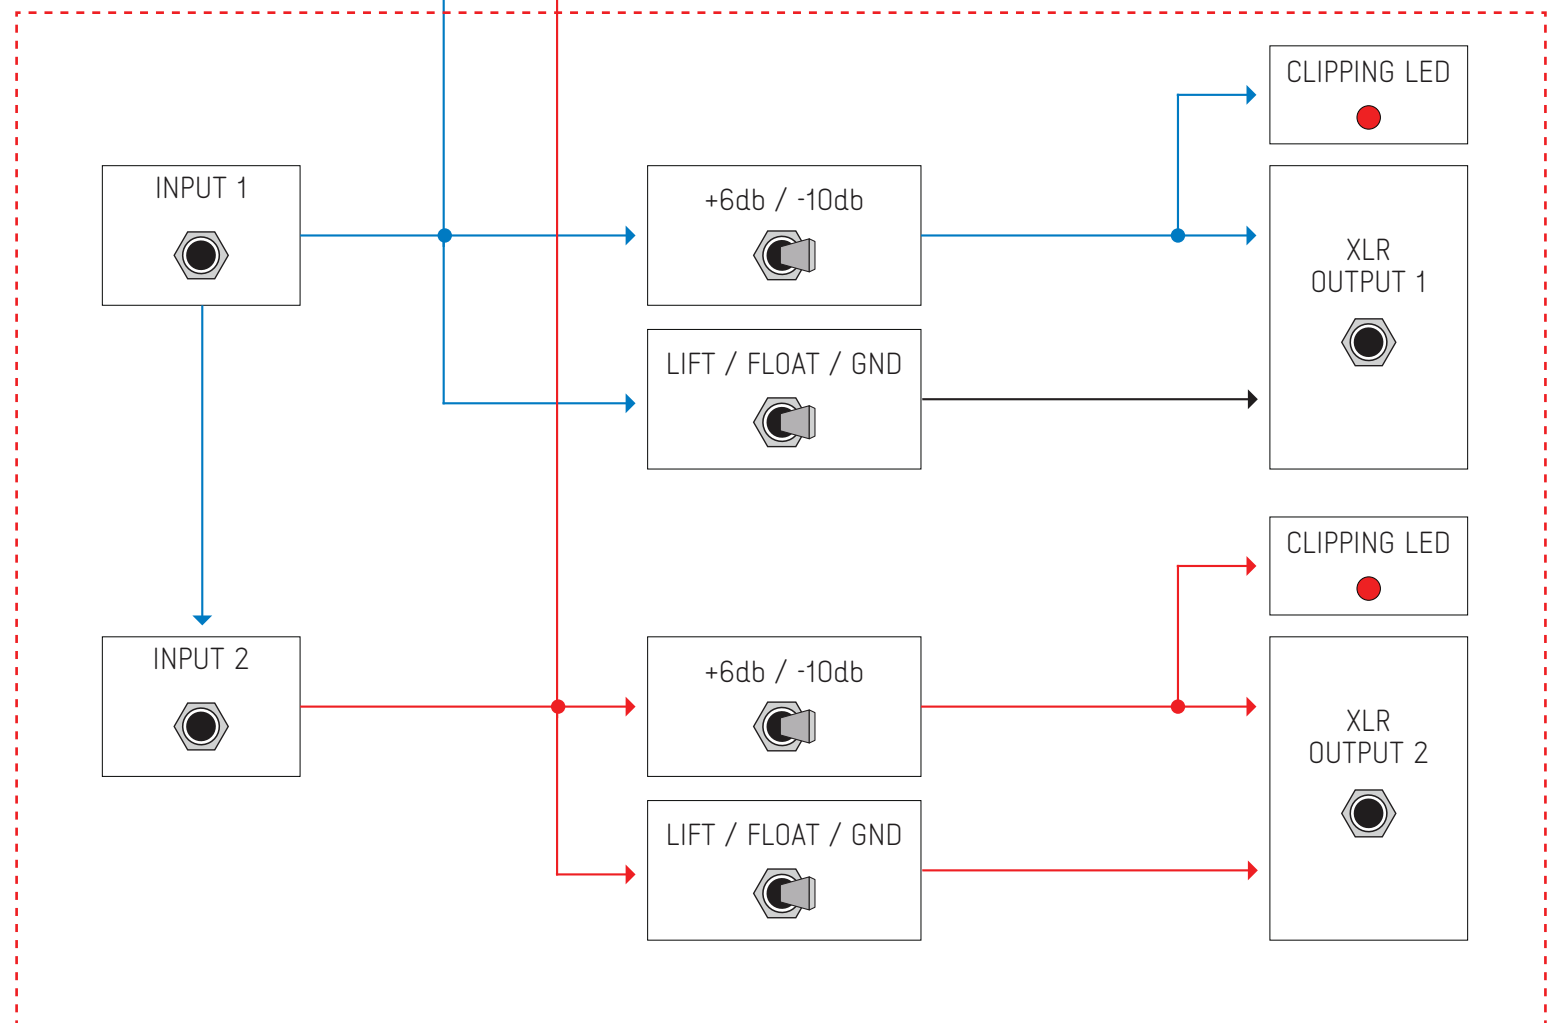 CLIPPING LED
INPUT 1
+6db / -10db
XLR
OUTPUT 1
LIFT / FLOAT / GND
CLIPPING LED
INPUT 2
+6db / -10db
XLR
OUTPUT 2
LIFT / FLOAT / GND